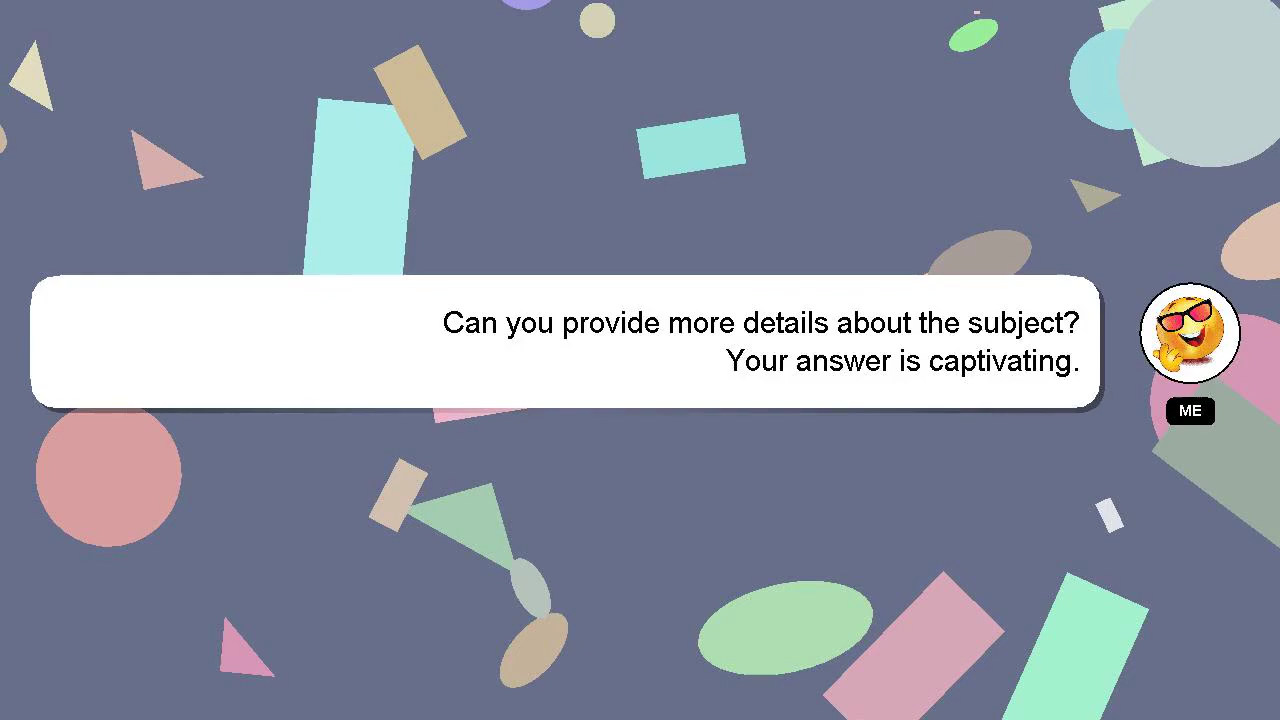 Can you provide more details about the subject?
Your answer is captivating.
ME